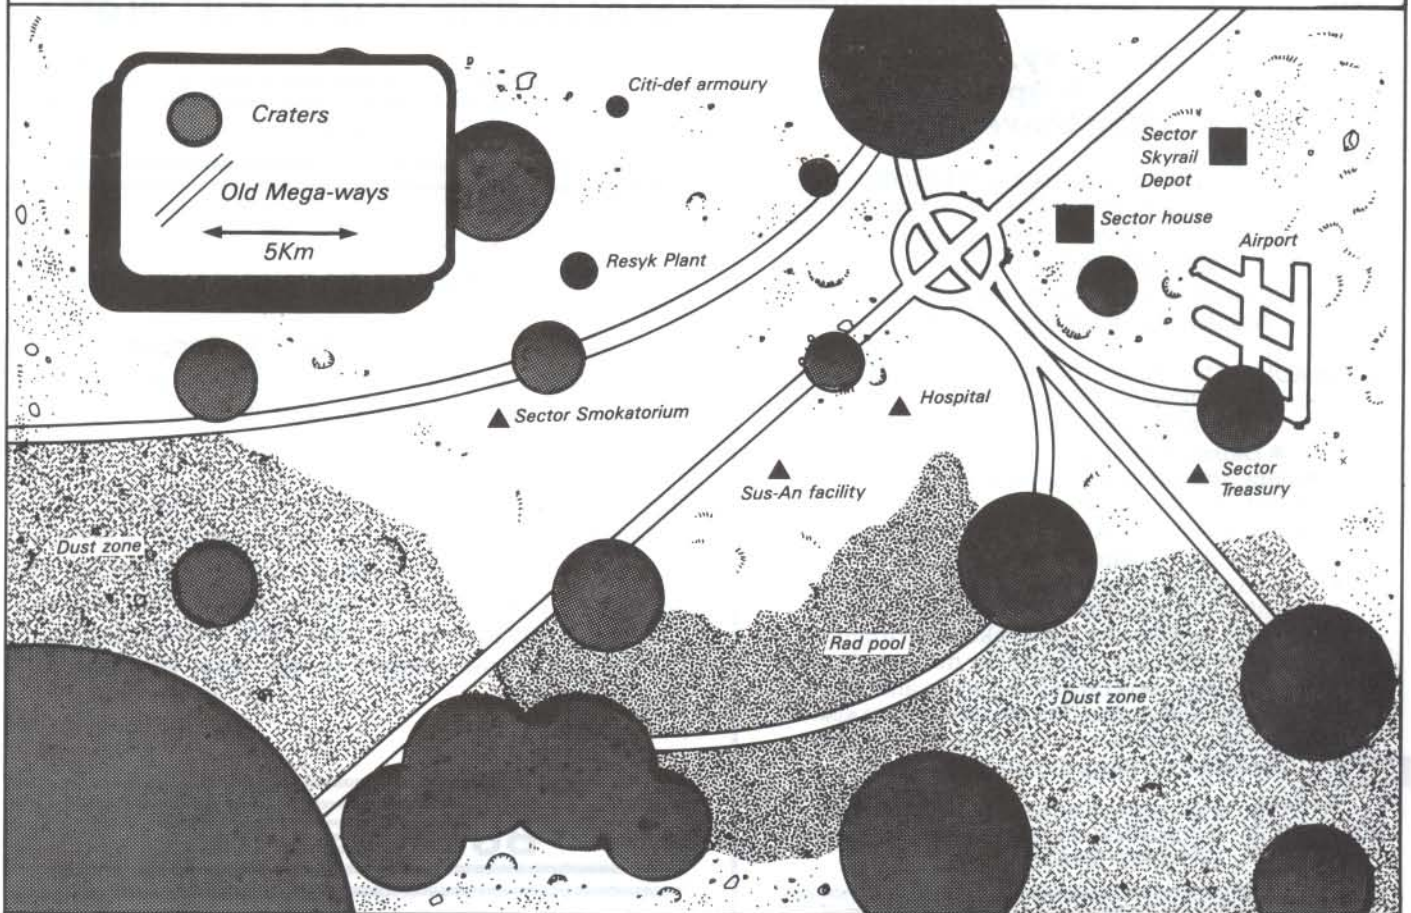 Craters
Old Mega-ways
5Km
Citi-def armoury
Sector
Skyrail
Depot
Sector house
Airport
Resyk Plant
Sector Smokatorium
Hospital
Sus-An facility
Sector
Treasury
Dust zone
Rad pool
Dust zone